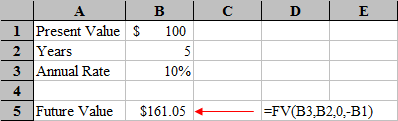 A B C D E
1 Present Value $ 100
2 Years 5
3 Annual Rate 10%
4
5 Future Value $161.05 =FV(B3,B2,0,-B1)